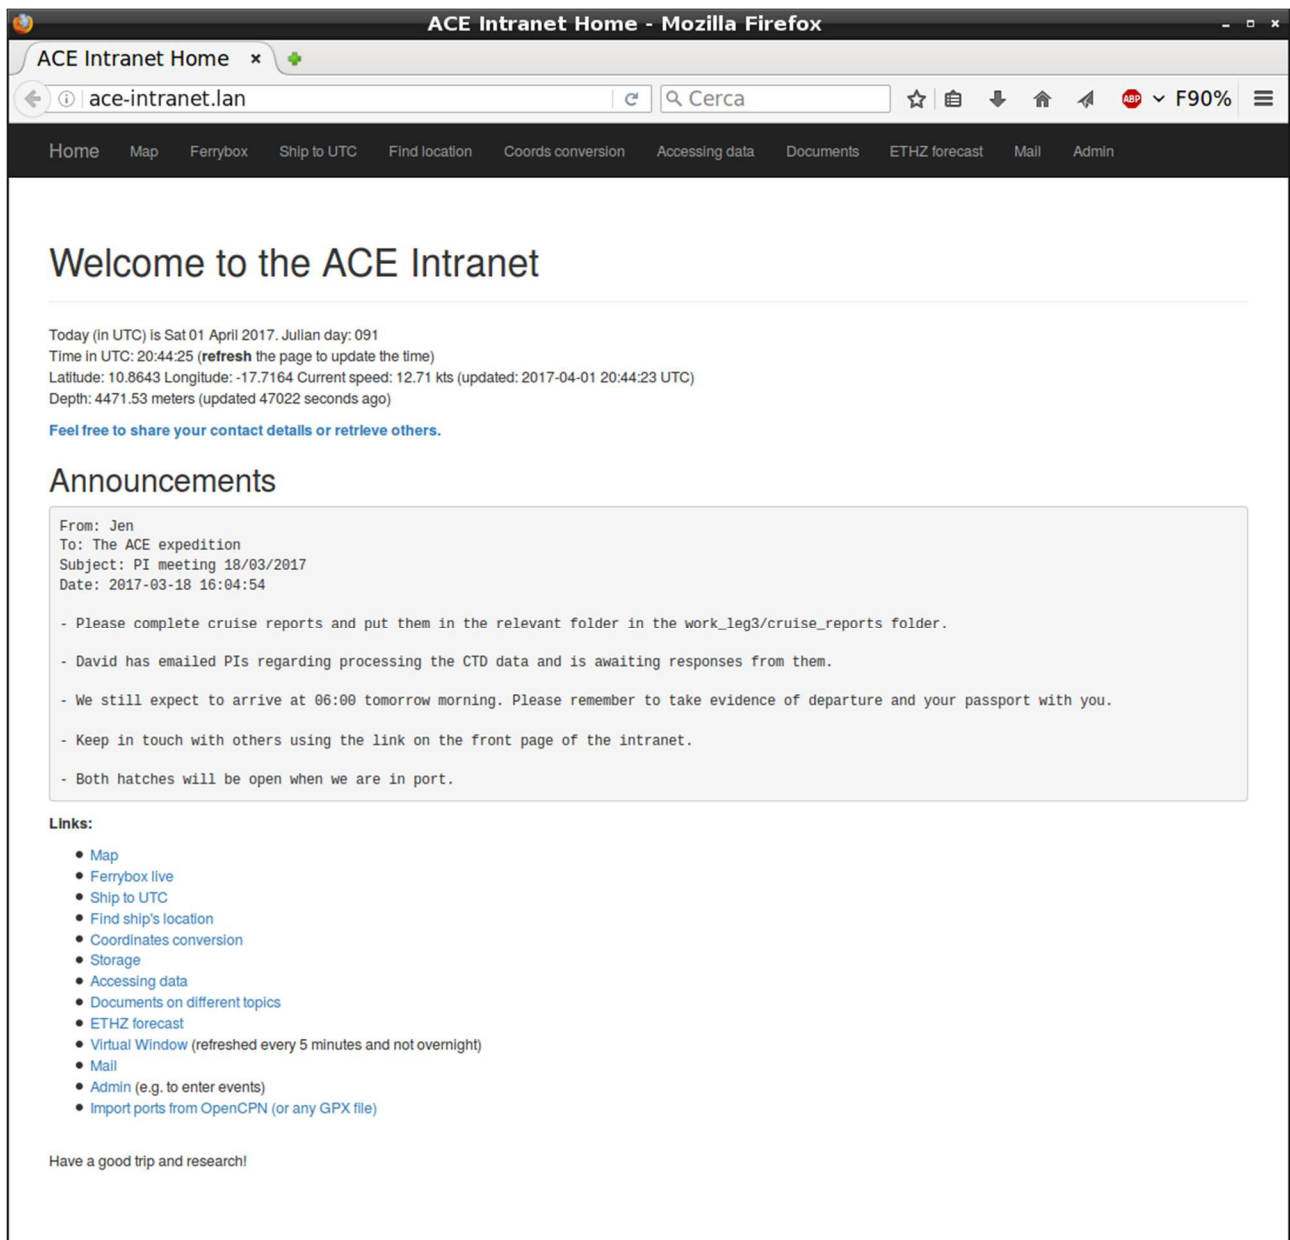 ACE Intranet Home - Mozilla Firefox
ACE Intranet Home
ace-intranet.lan
Cerca
ABP
F90%
Home Map Ferrybox Ship to UTC Find location Coords conversion Accessing data Documents ETHZ forecast Mail Admin
Welcome to the ACE Intranet
Today (in UTC) is Sat 01 April 2017. Julian day: 091
Time in UTC: 20:44:25 (refresh the page to update the time)
Latitude: 10.8643 Longitude: -17.7164 Current speed: 12.71 kts (updated: 2017-04-01 20:44:23 UTC)
Depth: 4471.53 meters (updated 47022 seconds ago)
Feel free to share your contact details or retrieve others.
Announcements
From: Jen
To: The ACE expedition
Subject: PI meeting 18/03/2017
Date: 2017-03-18 16:04:54
- Please complete cruise reports and put them in the relevant folder in the work_leg3/cruise_reports folder.
- David has emailed PIs regarding processing the CTD data and is awaiting responses from them.
- We still expect to arrive at 06:00 tomorrow morning. Please remember to take evidence of departure and your passport with you.
- Keep in touch with others using the link on the front page of the intranet.
- Both hatches will be open when we are in port.
Links:
Map
Ferrybox live
Ship to UTC
Find ship's location
Coordinates conversion
Storage
Accessing data
Documents on different topics
ETHZ forecast
Virtual Window (refreshed every 5 minutes and not overnight)
Mail
Admin (e.g. to enter events)
Import ports from OpenCPN (or any GPX file)
Have a good trip and research!